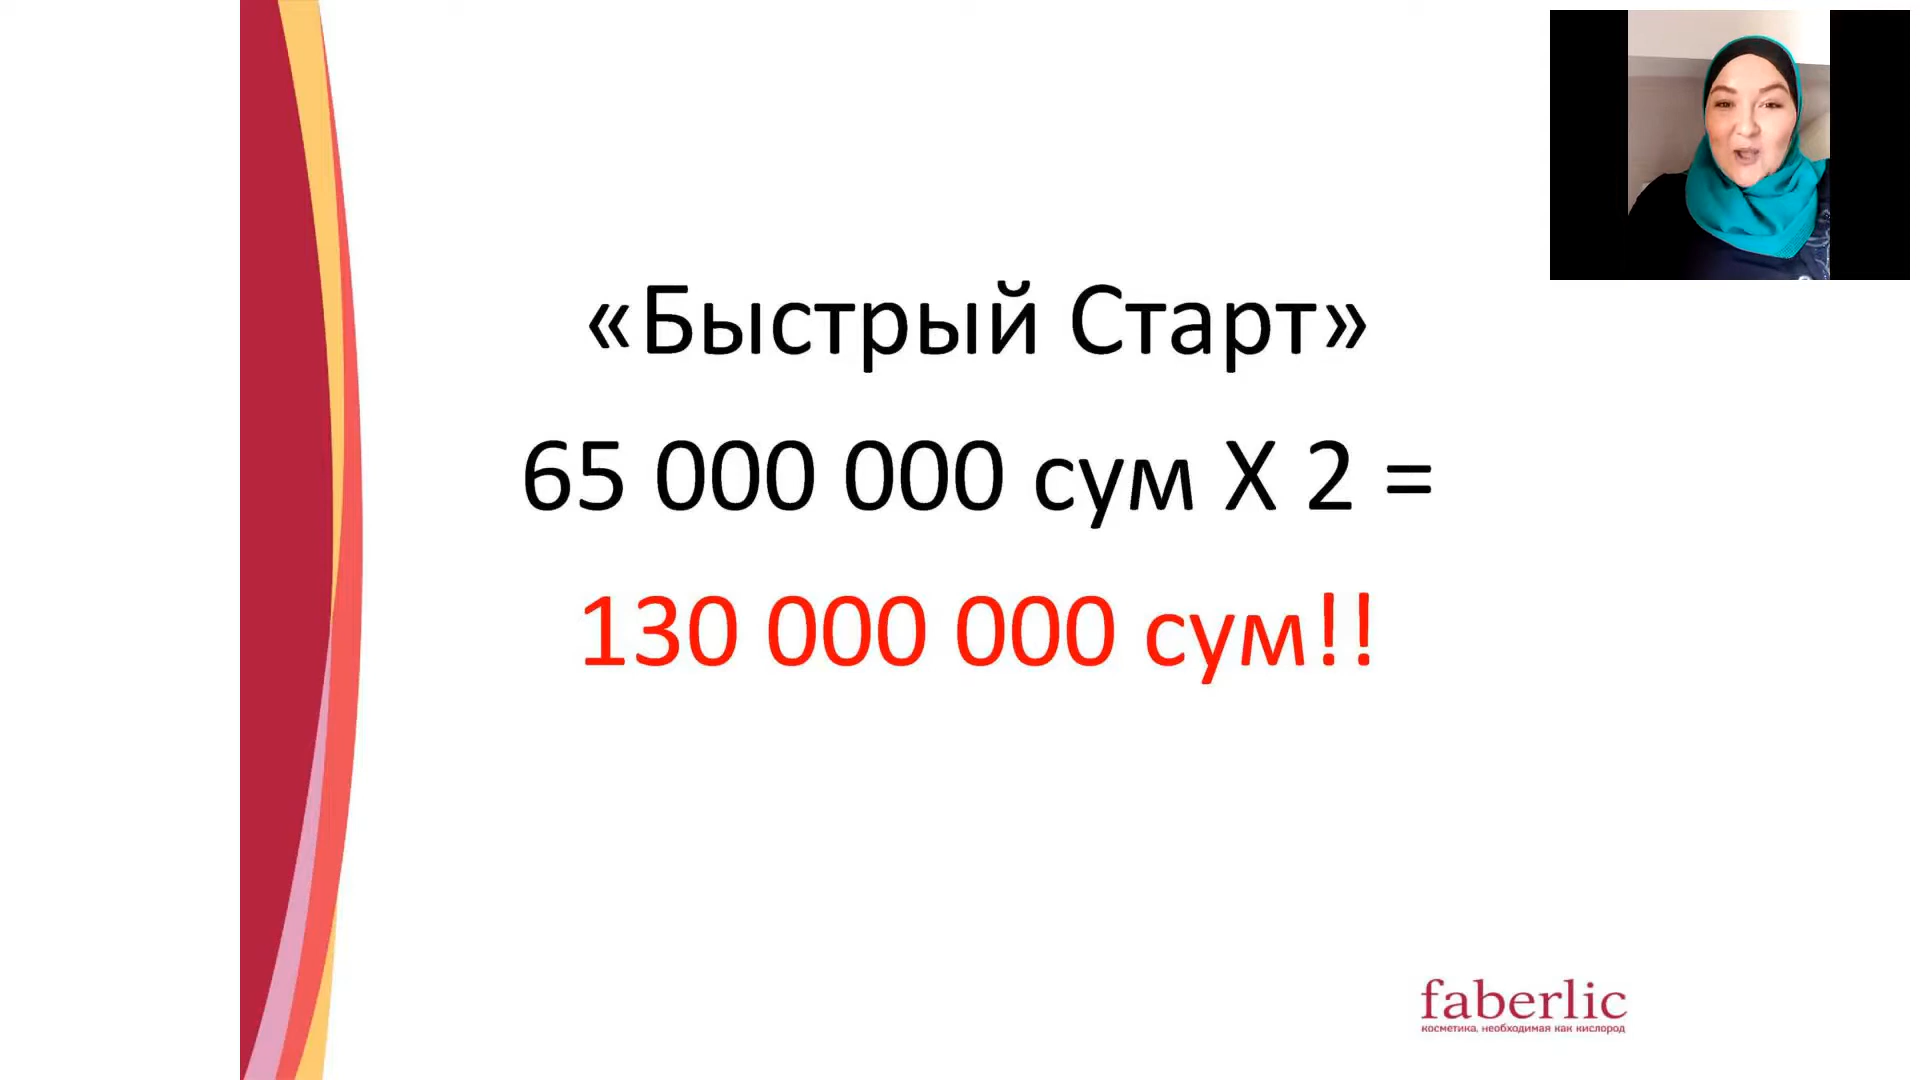 «Быстрый Старт»
65 000 000 сум Х 2 =
130 000 000 сум!!
faberlic
косметика, необходимая как кислород